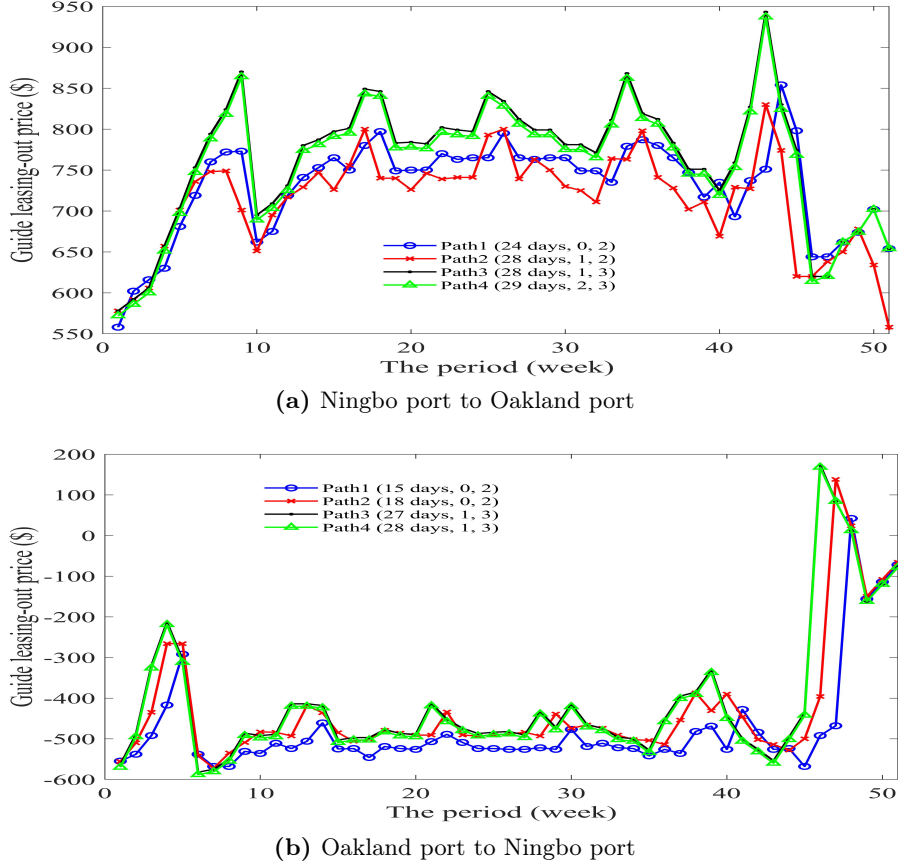 950
900
850
800
750
700
650
600
550
Guide leasing-out price ($)
Path1 (24 days, 0, 2)
Path2 (28 days, 1, 2)
Path3 (28 days, 1, 3)
Path4 (29 days, 2, 3)
0 10 20 30 40 50
The period (week)
(a) Ningbo port to Oakland port
200
100
0
-100
-200
-300
-400
-500
-600
Guide leasing-out price ($)
Path1 (15 days, 0, 2)
Path2 (18 days, 0, 2)
Path3 (27 days, 1, 3)
Path4 (28 days, 1, 3)
0 10 20 30 40 50
The period (week)
(b) Oakland port to Ningbo port